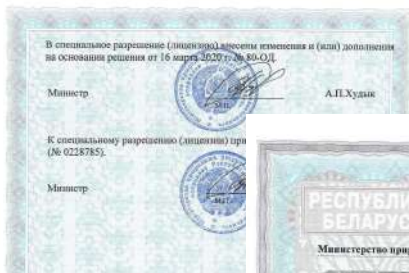 В специальное разрешение (лицензию) внесены изменения и (или) дополнения
на основании решения от 16 марта 2020 г. № 80-ОД.
Министр А.П.Худык
К специальному разрешению (лицензии)
(№ 0228785).
Министр
РЕСПУБЛИ
БЕЛАРУС
Министерство при